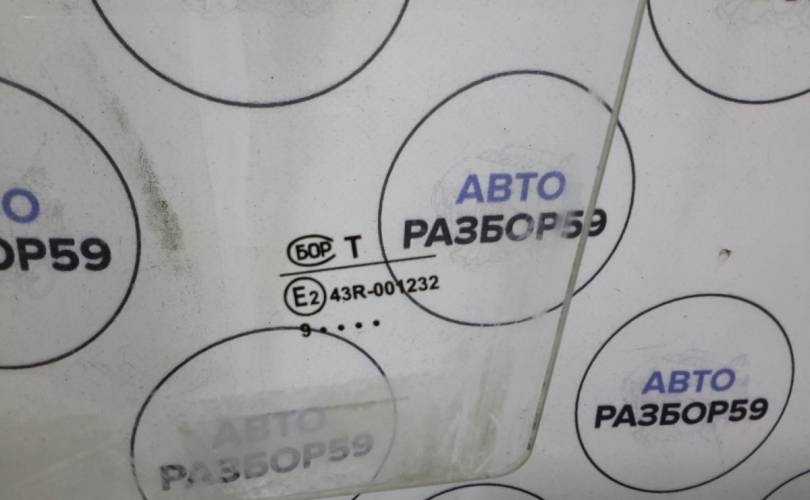 АВТО
РАЗБОР59
О
ОР59
БОР T
E2 43R-001232
9 • • • •
АВТО
РАЗБОР59
АВТО
РАЗБОР59